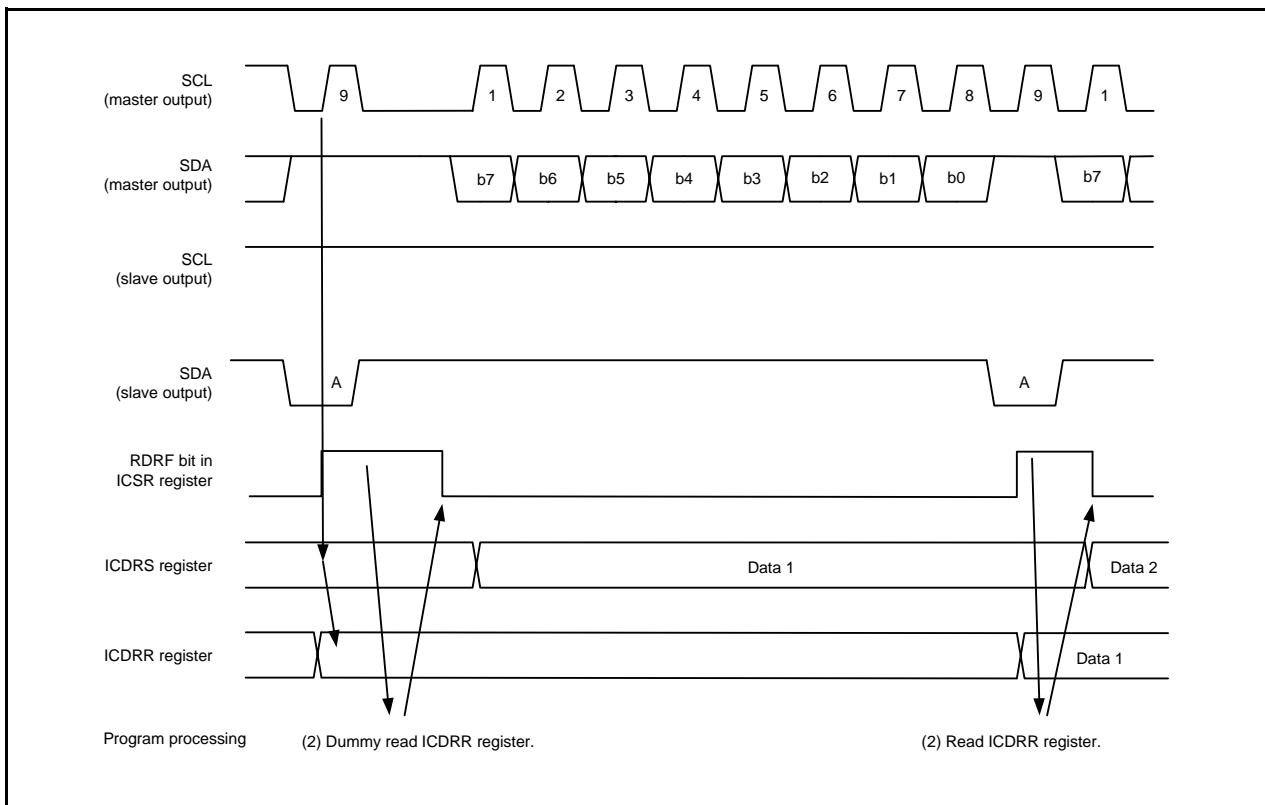 SCL
(master output)
9 1 2 3 4 5 6 7 8 9 1
SDA
(master output)
b7 b6 b5 b4 b3 b2 b1 b0 b7
SCL
(slave output)
SDA
(slave output)
A A
RDRF bit in
ICSR register
ICDRS register
Data 1 Data 2
ICDRR register
Data 1
Program processing (2) Dummy read ICDRR register. (2) Read ICDRR register.